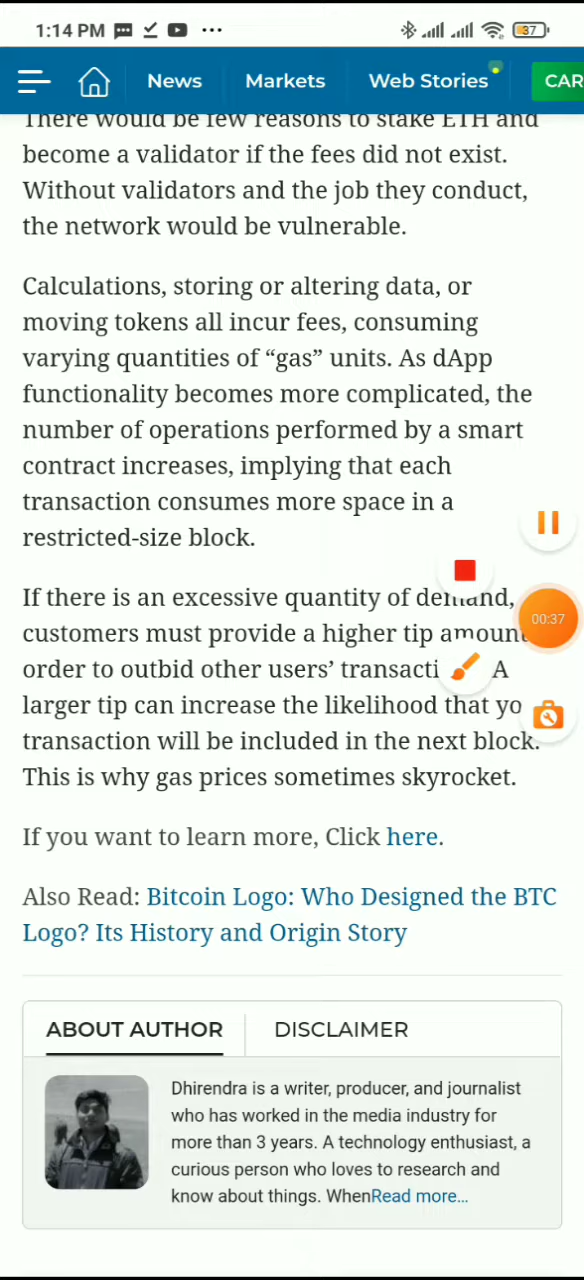 1:14 PM
37
News
Markets
Web Stories
CAR
There would be few reasons to stake ETH and
become a validator if the fees did not exist.
Without validators and the job they conduct,
the network would be vulnerable.
Calculations, storing or altering data, or
moving tokens all incur fees, consuming
varying quantities of “gas” units. As dApp
functionality becomes more complicated, the
number of operations performed by a smart
contract increases, implying that each
transaction consumes more space in a
restricted-size block.
If there is an excessive quantity of demand,
customers must provide a higher tip amount
order to outbid other users’ transacti A
larger tip can increase the likelihood that yo
transaction will be included in the next block.
This is why gas prices sometimes skyrocket.
00:37
If you want to learn more, Click here.
Also Read: Bitcoin Logo: Who Designed the BTC
Logo? Its History and Origin Story
ABOUT AUTHOR
DISCLAIMER
Dhirendra is a writer, producer, and journalist
who has worked in the media industry for
more than 3 years. A technology enthusiast, a
curious person who loves to research and
know about things. WhenRead more...